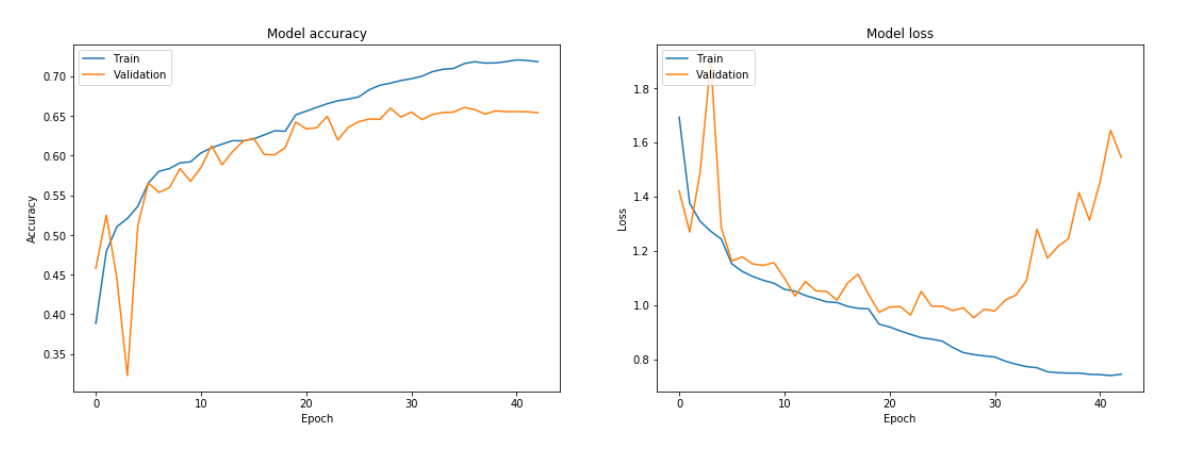 Model accuracy
Train
Validation
0.70
0.65
0.60
0.55
0.50
0.45
0.40
0.35
Accuracy
0
10
20
30
40
Epoch
Model loss
Train
Validation
1.8
1.6
1.4
1.2
1.0
0.8
Loss
0
10
20
30
40
Epoch